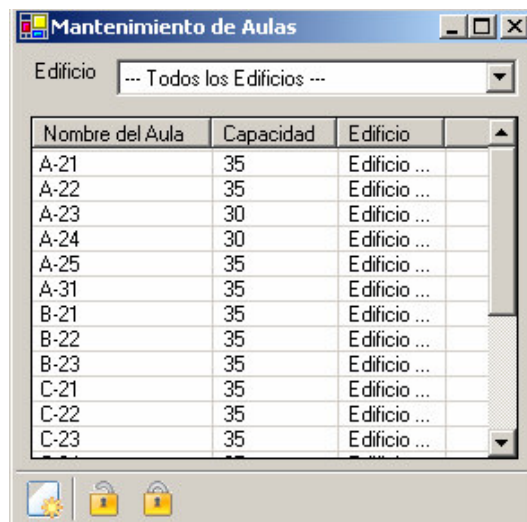 Mantenimiento de Aulas
Edificio --- Todos los Edificios ---
Nombre del Aula Capacidad Edificio
A-21 35 Edificio ...
A-22 35 Edificio ...
A-23 30 Edificio ...
A-24 30 Edificio ...
A-25 35 Edificio ...
A-31 35 Edificio ...
B-21 35 Edificio ...
B-22 35 Edificio ...
B-23 35 Edificio ...
C-21 35 Edificio ...
C-22 35 Edificio ...
C-23 35 Edificio ...